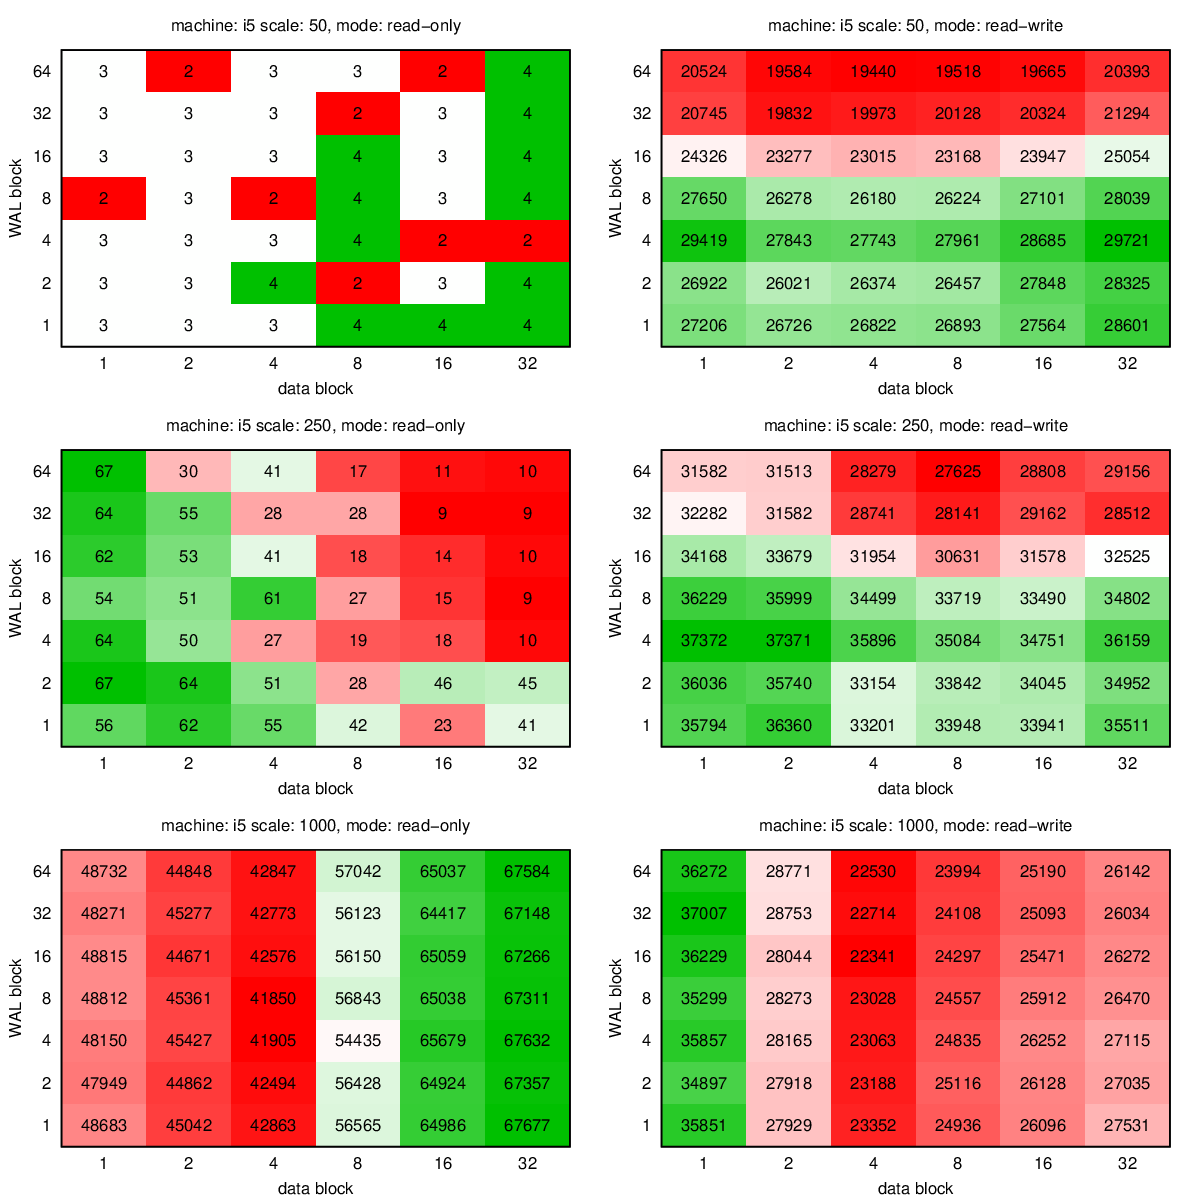 machine: i5 scale: 50, mode: read−only
WAL block
64 3 2 3 3 2 4
32 3 3 3 2 3 4
16 3 3 3 4 3 4
8 2 3 2 4 3 4
4 3 3 3 4 2 2
2 3 3 4 2 3 4
1 3 3 3 4 4 4
1 2 4 8 16 32
data block
machine: i5 scale: 50, mode: read−write
WAL block
64 20524 19584 19440 19518 19665 20393
32 20745 19832 19973 20128 20324 21294
16 24326 23277 23015 23168 23947 25054
8 27650 26278 26180 26224 27101 28039
4 29419 27843 27743 27961 28685 29721
2 26922 26021 26374 26457 27848 28325
1 27206 26726 26822 26893 27564 28601
1 2 4 8 16 32
data block
machine: i5 scale: 250, mode: read−only
WAL block
64 67 30 41 17 11 10
32 64 55 28 28 9 9
16 62 53 41 18 14 10
8 54 51 61 27 15 9
4 64 50 27 19 18 10
2 67 64 51 28 46 45
1 56 62 55 42 23 41
1 2 4 8 16 32
data block
machine: i5 scale: 250, mode: read−write
WAL block
64 31582 31513 28279 27625 28808 29156
32 32282 31582 28741 28141 29162 28512
16 34168 33679 31954 30631 31578 32525
8 36229 35999 34499 33719 33490 34802
4 37372 37371 35896 35084 34751 36159
2 36036 35740 33154 33842 34045 34952
1 35794 36360 33201 33948 33941 35511
1 2 4 8 16 32
data block
machine: i5 scale: 1000, mode: read−only
WAL block
64 48732 44848 42847 57042 65037 67584
32 48271 45277 42773 56123 64417 67148
16 48815 44671 42576 56150 65059 67266
8 48812 45361 41850 56843 65038 67311
4 48150 45427 41905 54435 65679 67632
2 47949 44862 42494 56428 64924 67357
1 48683 45042 42863 56565 64986 67677
1 2 4 8 16 32
data block
machine: i5 scale: 1000, mode: read−write
WAL block
64 36272 28771 22530 23994 25190 26142
32 37007 28753 22714 24108 25093 26034
16 36229 28044 22341 24297 25471 26272
8 35299 28273 23028 24557 25912 26470
4 35857 28165 23063 24835 26252 27115
2 34897 27918 23188 25116 26128 27035
1 35851 27929 23352 24936 26096 27531
1 2 4 8 16 32
data block